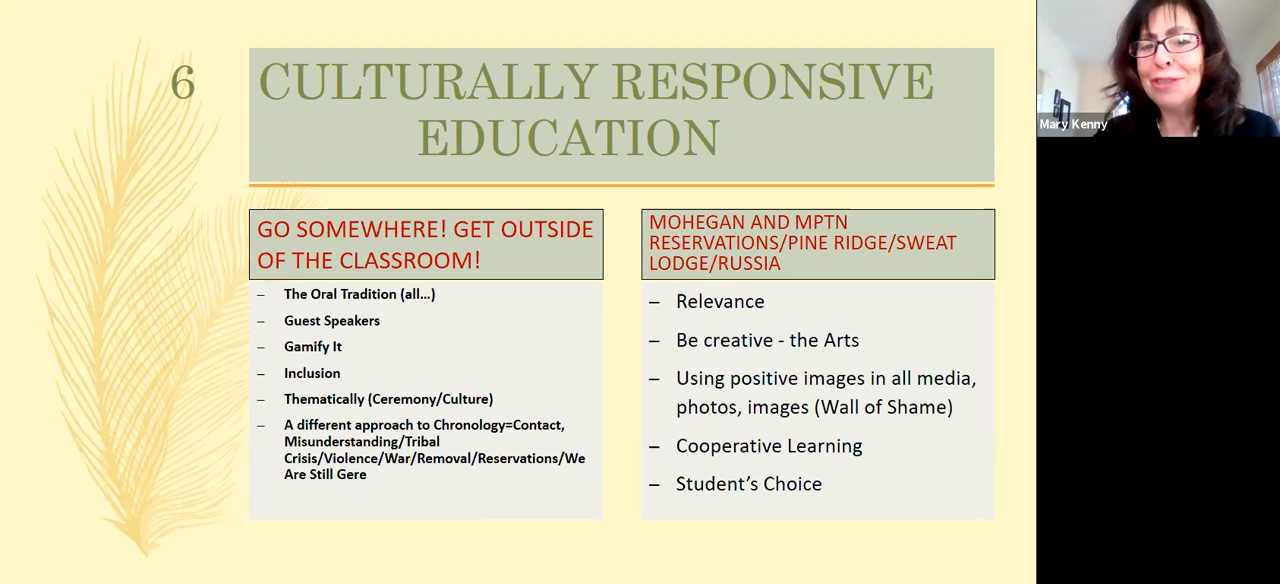 6
CULTURALLY RESPONSIVE
EDUCATION
GO SOMEWHERE! GET OUTSIDE
OF THE CLASSROOM!
– The Oral Tradition (all...)
– Guest Speakers
– Gamify It
– Inclusion
– Thematically (Ceremony/Culture)
– A different approach to Chronology=Contact,
Misunderstanding/Tribal
Crisis/Violence/War/Removal/Reservations/We
Are Still Gere
MOHEGAN AND MPTN
RESERVATIONS/PINE RIDGE/SWEAT
LODGE/RUSSIA
– Relevance
– Be creative - the Arts
– Using positive images in all media,
photos, images (Wall of Shame)
– Cooperative Learning
– Student’s Choice
Mary Kenny